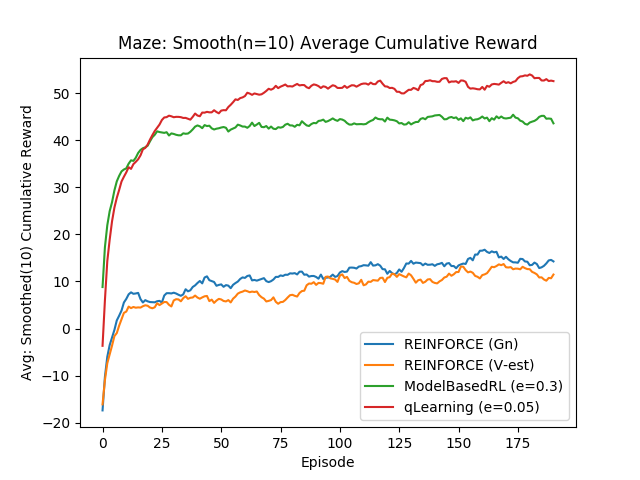 Maze: Smooth(n=10) Average Cumulative Reward
Avg: Smoothed(10) Cumulative Reward
50
40
30
20
10
0
−10
−20
REINFORCE (Gn)
REINFORCE (V-est)
ModelBasedRL (e=0.3)
qLearning (e=0.05)
0 25 50 75 100 125 150 175
Episode